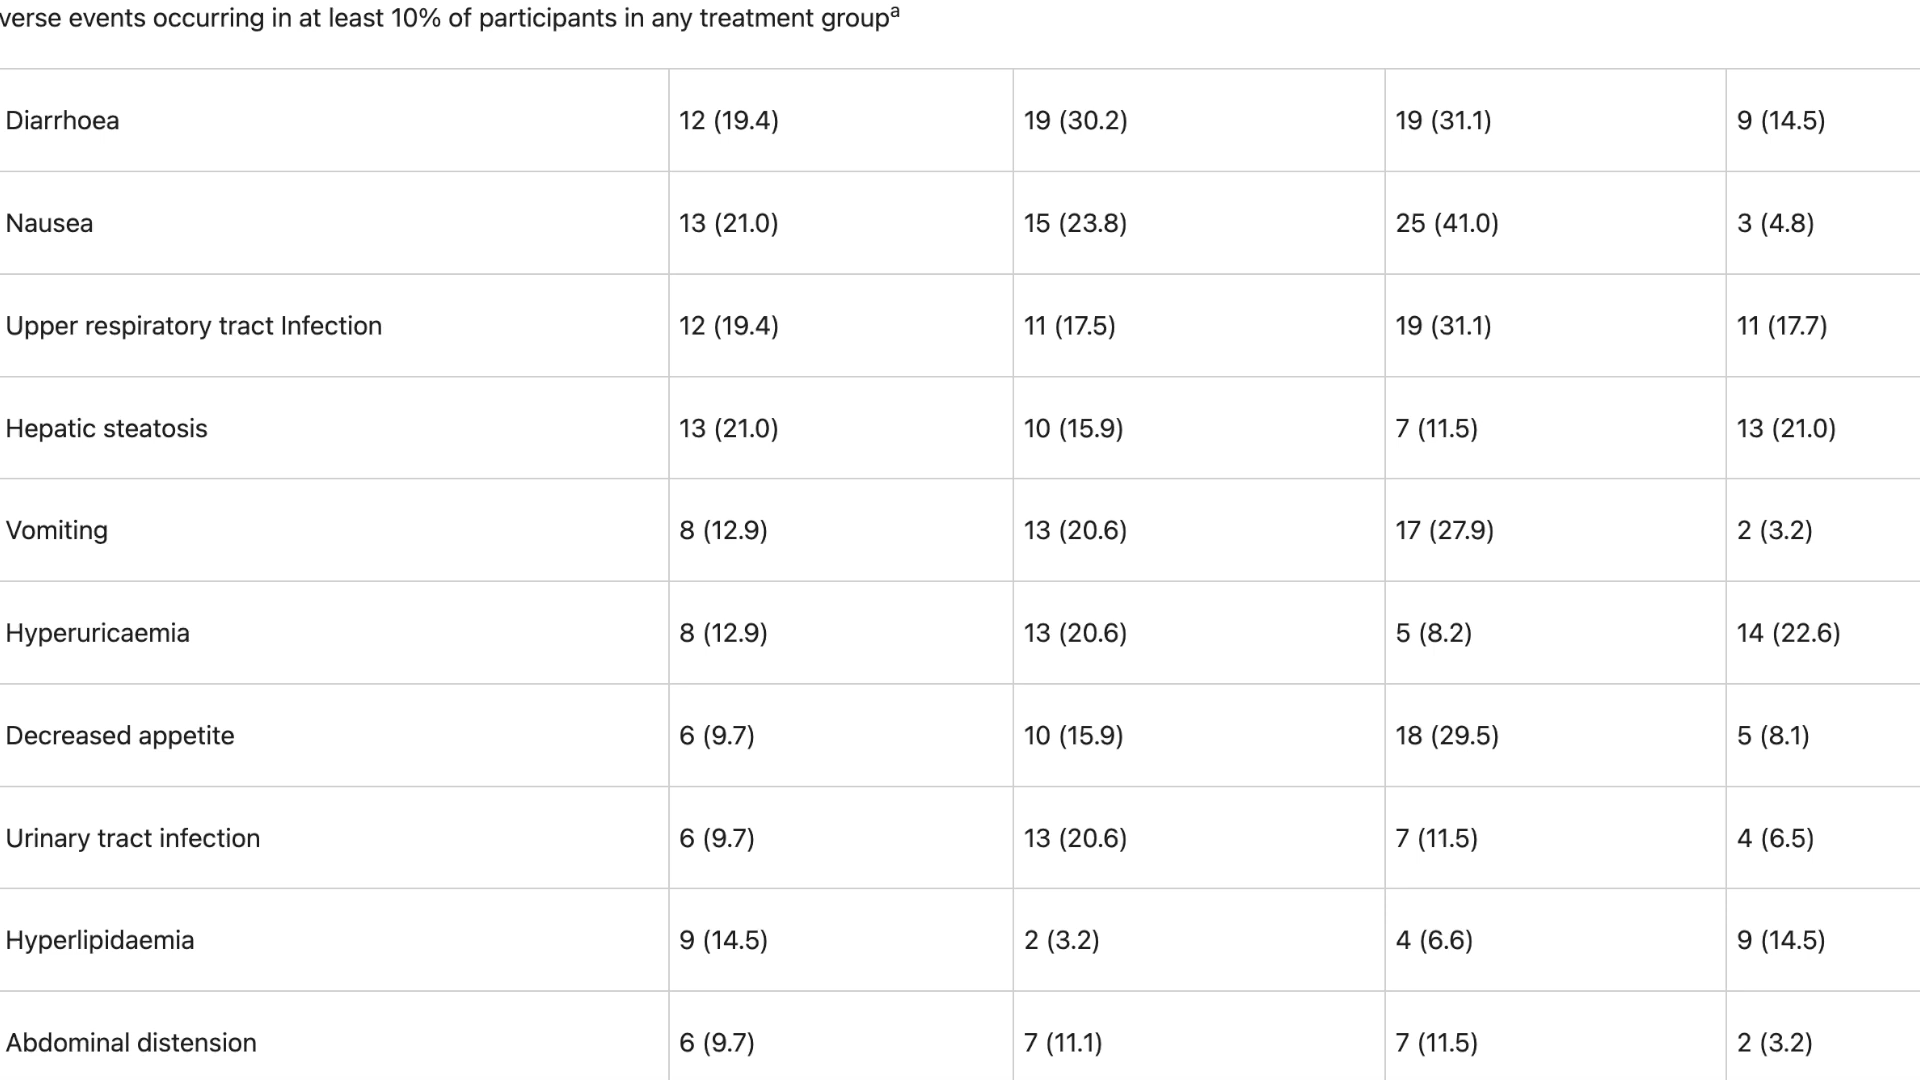 verse events occurring in at least 10% of participants in any treatment groupa
Diarrhoea 12 (19.4) 19 (30.2) 19 (31.1) 9 (14.5)
Nausea 13 (21.0) 15 (23.8) 25 (41.0) 3 (4.8)
Upper respiratory tract Infection 12 (19.4) 11 (17.5) 19 (31.1) 11 (17.7)
Hepatic steatosis 13 (21.0) 10 (15.9) 7 (11.5) 13 (21.0)
Vomiting 8 (12.9) 13 (20.6) 17 (27.9) 2 (3.2)
Hyperuricaemia 8 (12.9) 13 (20.6) 5 (8.2) 14 (22.6)
Decreased appetite 6 (9.7) 10 (15.9) 18 (29.5) 5 (8.1)
Urinary tract infection 6 (9.7) 13 (20.6) 7 (11.5) 4 (6.5)
Hyperlipidaemia 9 (14.5) 2 (3.2) 4 (6.6) 9 (14.5)
Abdominal distension 6 (9.7) 7 (11.1) 7 (11.5) 2 (3.2)